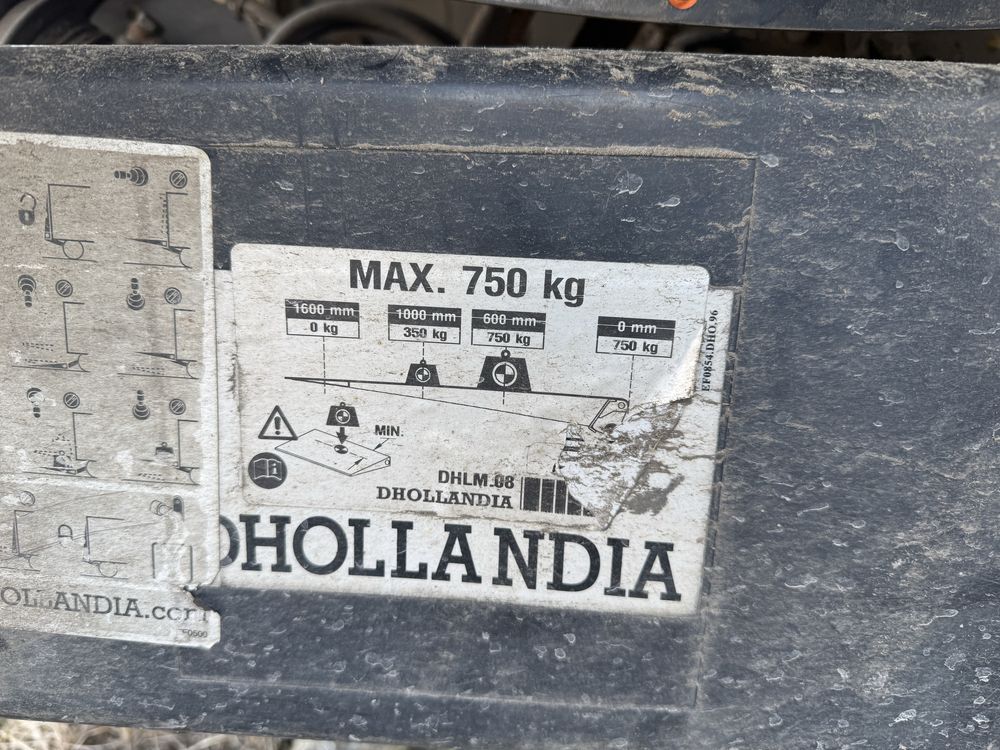 MAX. 750 kg
1600 mm
0 kg
1000 mm
350 kg
600 mm
750 kg
0 mm
750 kg
EF0854.DHO.96
MIN.
DHLM.08
DHOLLANDIA
DHOLLANDIA
OLLANDIA.com